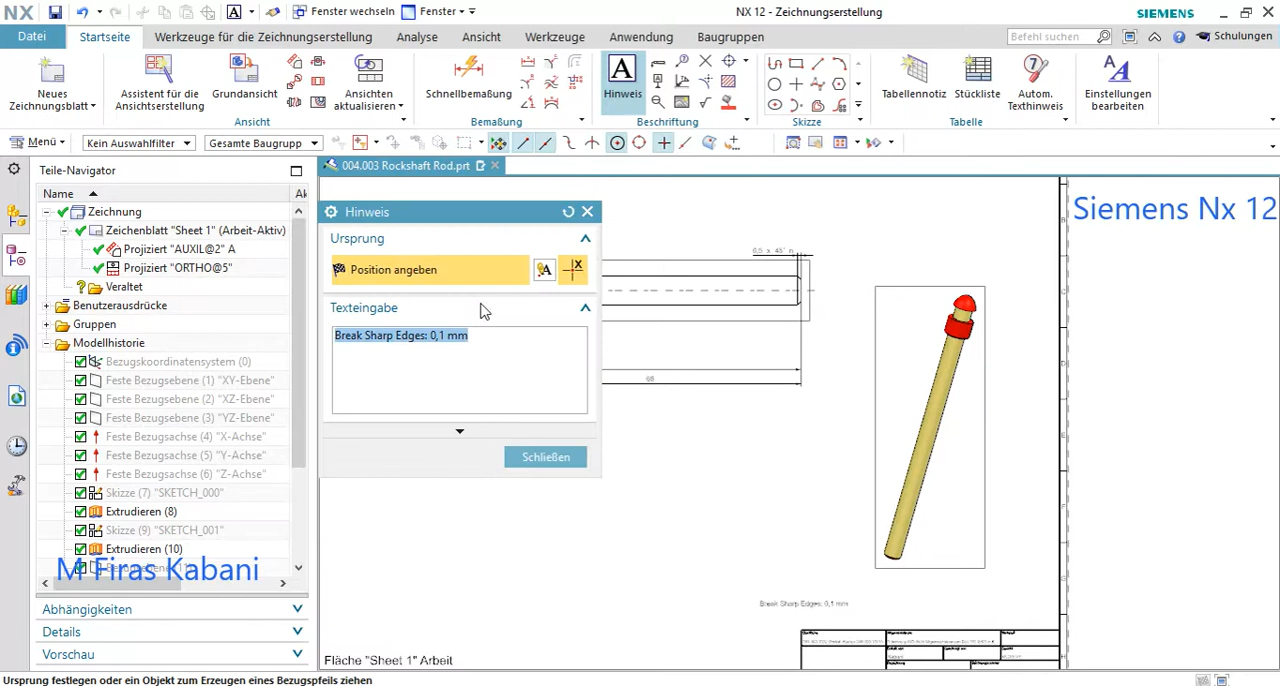 NX
A
Fenster wechseln
Fenster
NX 12 - Zeichnungserstellung
SIEMENS
Datei
Startseite
Werkzeuge für die Zeichnungserstellung
Analyse
Ansicht
Werkzeuge
Anwendung
Baugruppen
Befehl suchen
Schulungen
Neues
Zeichnungsblatt
Assistent für die
Ansichtserstellung
Grundansicht
Ansichten
aktualisieren
Schnellbemaßung
A
Hinweis
Tabellennotiz
Stückliste
Autom.
Texthinweis
Einstellungen
bearbeiten
Ansicht
Bemaßung
Beschriftung
Skizze
Tabelle
Menü
Kein Auswahlfilter
Gesamte Baugruppe
Teile-Navigator
004.003 Rockshaft Rod.prt
Name
Ak
Zeichnung
Zeichenblatt "Sheet 1" (Arbeit-Aktiv)
Projiziert "AUXIL@2" A
Projiziert "ORTHO@5"
Veraltet
Benutzerausdrücke
Gruppen
Modellhistorie
Bezugskoordinatensystem (0)
Feste Bezugsebene (1) "XY-Ebene"
Feste Bezugsebene (2) "XZ-Ebene"
Feste Bezugsebene (3) "YZ-Ebene"
Feste Bezugsachse (4) "X-Achse"
Feste Bezugsachse (5) "Y-Achse"
Feste Bezugsachse (6) "Z-Achse"
Skizze (7) "SKETCH_000"
Extrudieren (8)
Skizze (9) "SKETCH_001"
Extrudieren (10)
M Firas Kabani
Abhängigkeiten
Details
Vorschau
Hinweis
Ursprung
Position angeben
Texteingabe
Break Sharp Edges: 0,1 mm
Schließen
Siemens Nx 12
0,5 x 45°
Break Sharp Edges: 0,1 mm
Fläche "Sheet 1" Arbeit
Ursprung festlegen oder ein Objekt zum Erzeugen eines Bezugspfeils ziehen